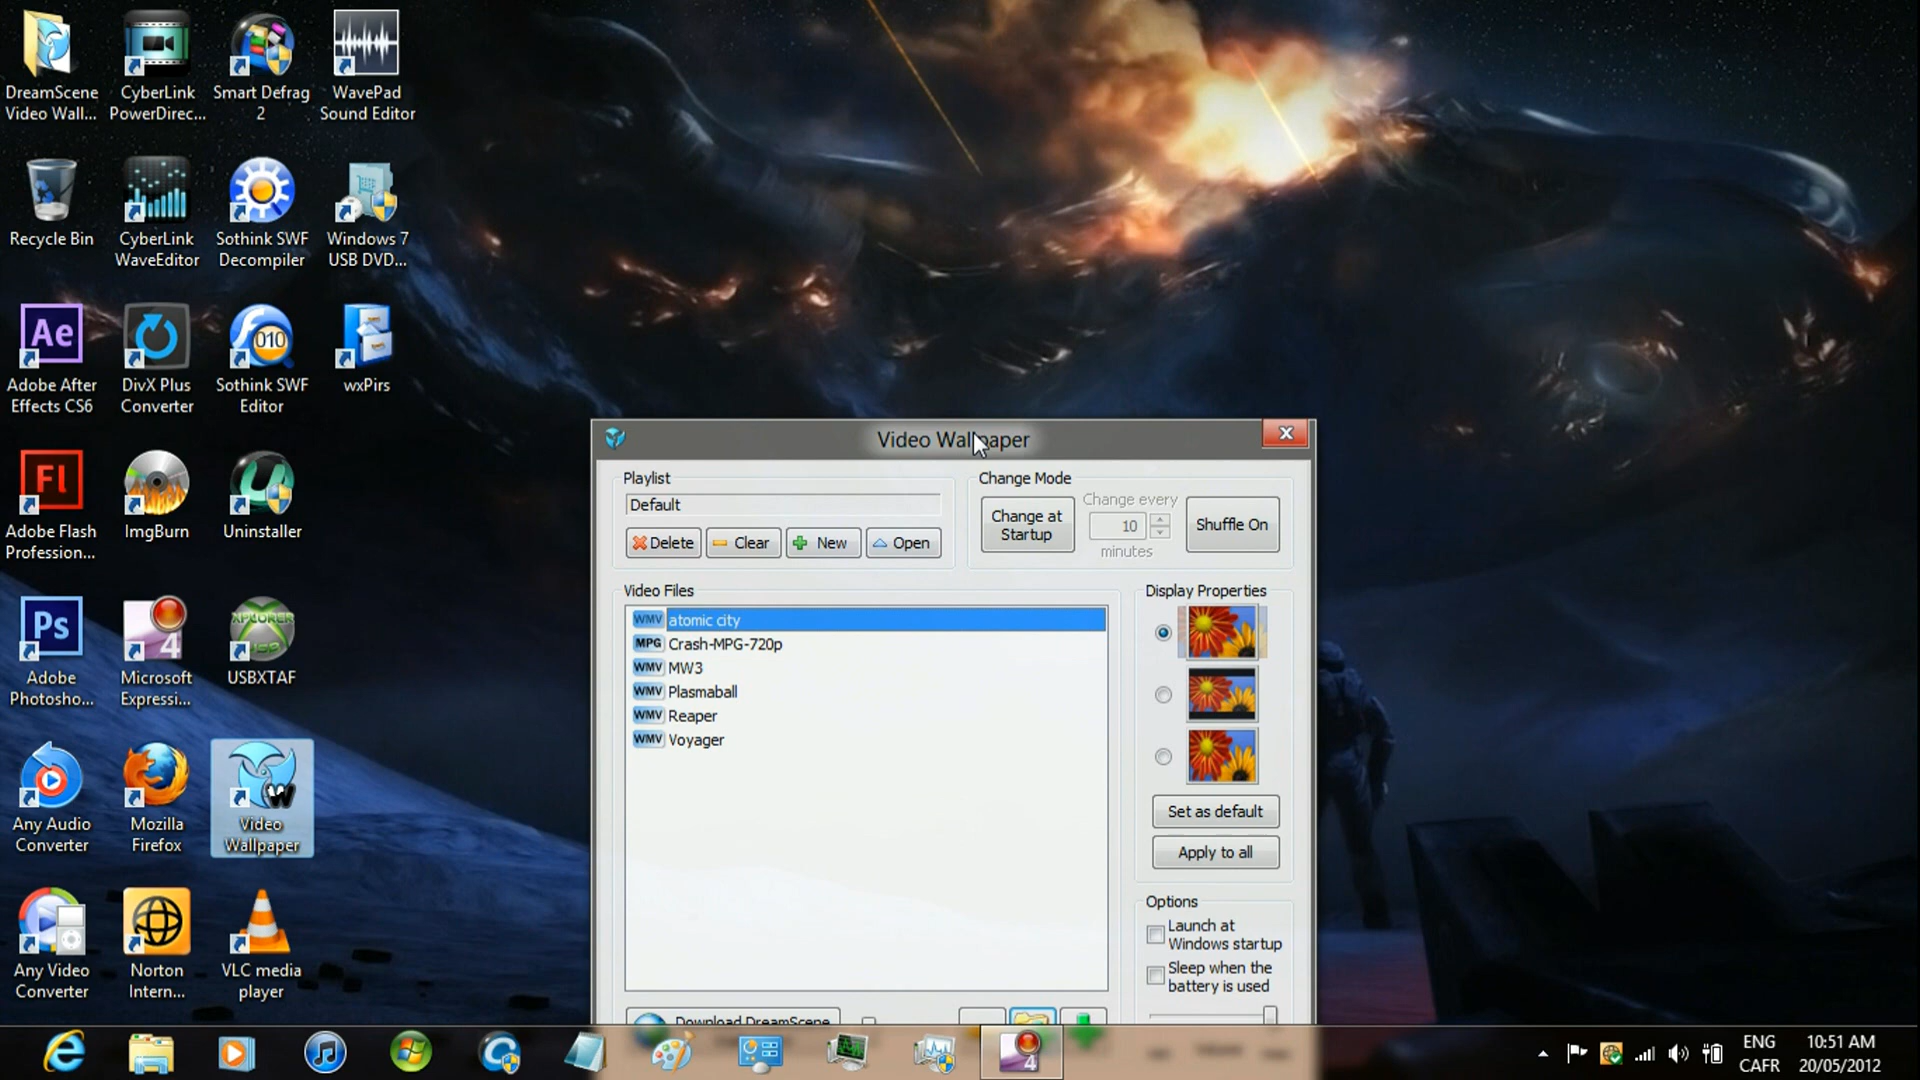 DreamScene
Video Wall...
CyberLink
PowerDirec...
Smart Defrag
2
WavePad
Sound Editor
Recycle Bin
CyberLink
WaveEditor
Sothink SWF
Decompiler
Windows 7
USB DVD...
Ae
Adobe After
Effects CS6
DivX Plus
Converter
010
Sothink SWF
Editor
wxPirs
Fl
Adobe Flash
Profession...
ImgBurn
Uninstaller
Ps
Adobe
Photosho...
4
Microsoft
Expressi...
XPLORER
USB
USBXTAF
Any Audio
Converter
Mozilla
Firefox
Video
Wallpaper
Any Video
Converter
Norton
Intern...
VLC media
player
Video Wallpaper
Playlist
Default
Delete
Clear
New
Open
Change Mode
Change at
Startup
Change every
10
minutes
Shuffle On
Video Files
WMV atomic city
MPG Crash-MPG-720p
WMV MW3
WMV Plasmaball
WMV Reaper
WMV Voyager
Display Properties
Set as default
Apply to all
Options
Launch at
Windows startup
Sleep when the
battery is used
Download DreamScene
4
ENG
CAFR
10:51 AM
20/05/2012